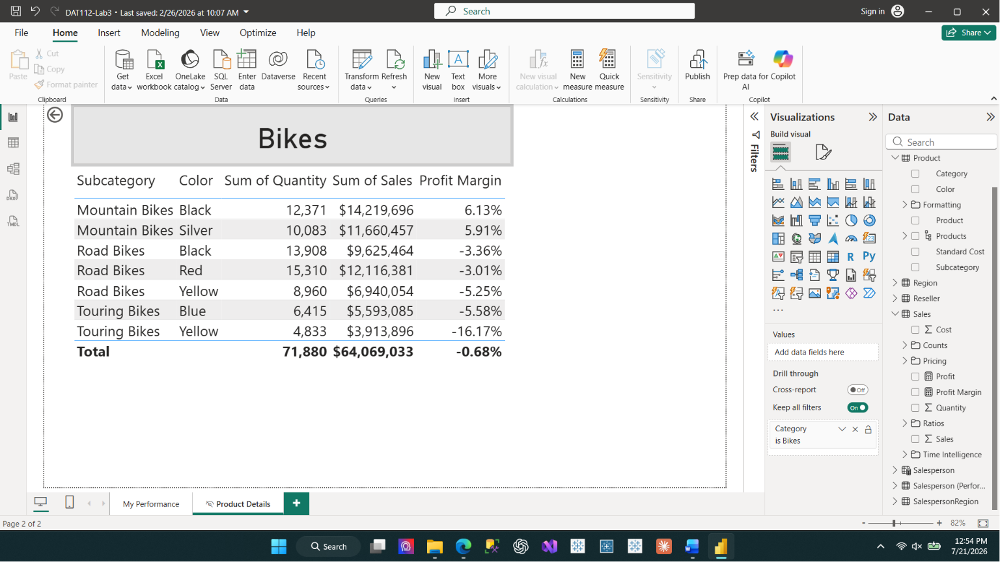 DAT112-Lab3 • Last saved: 2/26/2026 at 10:07 AM
Search
Sign in
File Home Insert Modeling View Optimize Help
Share
Paste
Cut
Copy
Format painter
Clipboard
Get data
Excel workbook
OneLake catalog
SQL Server
Enter data
Dataverse
Recent sources
Data
Transform data
Refresh
Queries
New visual
Text box
More visuals
Insert
New visual calculation
New measure
Quick measure
Calculations
Sensitivity
Sensitivity
Publish
Share
Prep data for AI
Copilot
Copilot
DAX
TMDL
Bikes
Subcategory Color Sum of Quantity Sum of Sales Profit Margin
Mountain Bikes Black 12,371 $14,219,696 6.13%
Mountain Bikes Silver 10,083 $11,660,457 5.91%
Road Bikes Black 13,908 $9,625,464 -3.36%
Road Bikes Red 15,310 $12,116,381 -3.01%
Road Bikes Yellow 8,960 $6,940,054 -5.25%
Touring Bikes Blue 6,415 $5,593,085 -5.58%
Touring Bikes Yellow 4,833 $3,913,896 -16.17%
Total 71,880 $64,069,033 -0.68%
Filters
Visualizations
Build visual
123
R
Py
...
Values
Add data fields here
Drill through
Cross-report Off
Keep all filters On
Category
is Bikes
Data
Search
Product
Category
Color
Formatting
Product
Products
Standard Cost
Subcategory
Region
Reseller
Sales
Cost
Counts
Pricing
Profit
Profit Margin
Quantity
Ratios
Sales
Time Intelligence
Salesperson
Salesperson (Perfor...
SalespersonRegion
My Performance
Product Details
+
Page 2 of 2
- + 82%
Search
12:54 PM
7/21/2026